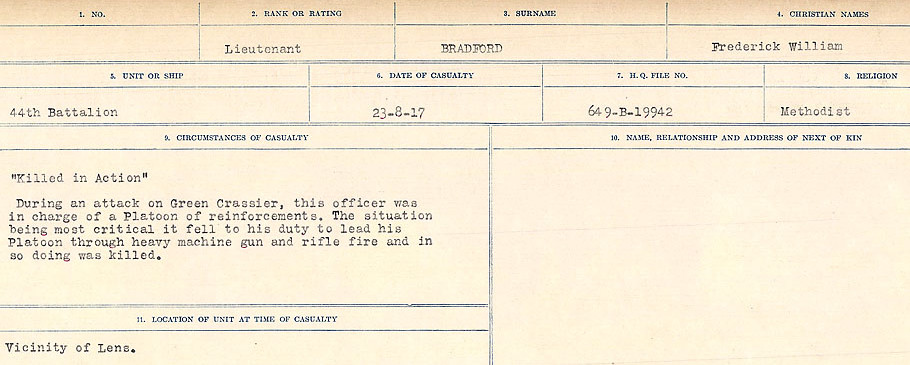 1. NO. 2. RANK OR RATING 3. SURNAME 4. CHRISTIAN NAMES
Lieutenant BRADFORD Frederick William
5. UNIT OR SHIP 6. DATE OF CASUALTY 7. H.Q. FILE NO. 8. RELIGION
44th Battalion 23-8-17 649-B-19942 Methodist
9. CIRCUMSTANCES OF CASUALTY 10. NAME, RELATIONSHIP AND ADDRESS OF NEXT OF KIN
"Killed in Action"
During an attack on Green Crassier, this officer was
in charge of a Platoon of reinforcements. The situation
being most critical it fell to his duty to lead his
Platoon through heavy machine gun and rifle fire and in
so doing was killed.
11. LOCATION OF UNIT AT TIME OF CASUALTY
Vicinity of Lens.